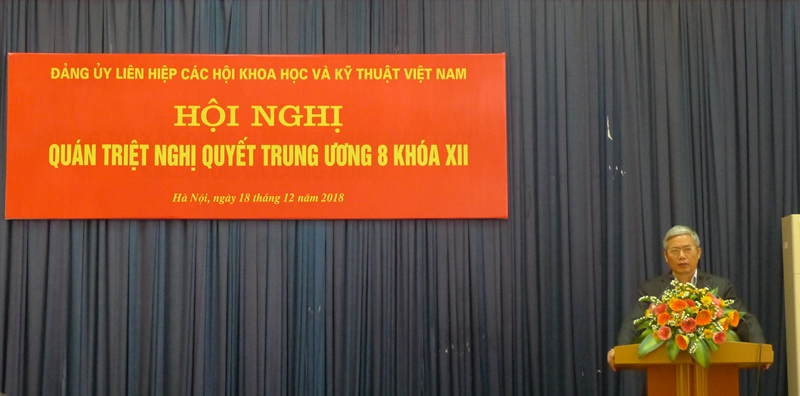 ĐẢNG ỦY LIÊN HIỆP CÁC HỘI KHOA HỌC VÀ KỸ THUẬT VIỆT NAM
HỘI NGHỊ
QUÁN TRIỆT NGHỊ QUYẾT TRUNG ƯƠNG 8 KHÓA XII
Hà Nội, ngày 18 tháng 12 năm 2018